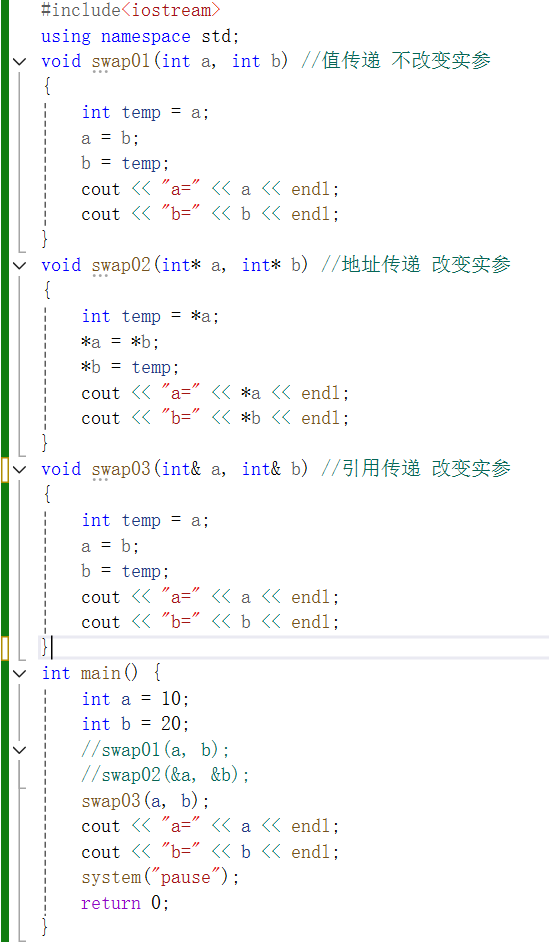 #include<iostream>
using namespace std;
void swap01(int a, int b) //值传递 不改变实参
{
    int temp = a;
    a = b;
    b = temp;
    cout << "a=" << a << endl;
    cout << "b=" << b << endl;
}
void swap02(int* a, int* b) //地址传递 改变实参
{
    int temp = *a;
    *a = *b;
    *b = temp;
    cout << "a=" << *a << endl;
    cout << "b=" << *b << endl;
}
void swap03(int& a, int& b) //引用传递 改变实参
{
    int temp = a;
    a = b;
    b = temp;
    cout << "a=" << a << endl;
    cout << "b=" << b << endl;
}
int main() {
    int a = 10;
    int b = 20;
    //swap01(a, b);
    //swap02(&a, &b);
    swap03(a, b);
    cout << "a=" << a << endl;
    cout << "b=" << b << endl;
    system("pause");
    return 0;
}